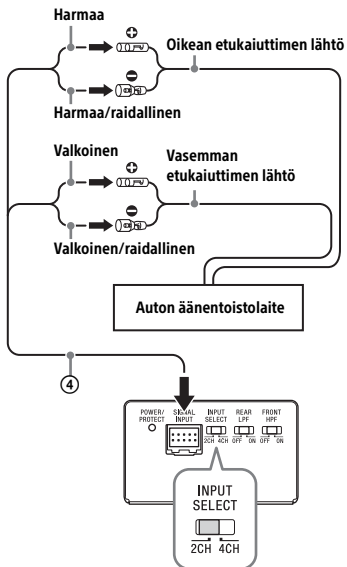 Harmaa
Oikean etukaiuttimen lähtö
Harmaa/raidallinen
Valkoinen
Vasemman
etukaiuttimen lähtö
Valkoinen/raidallinen
Auton äänentoistolaite
④
POWER/
PROTECT
SIGNAL
INPUT
INPUT
SELECT
2CH 4CH
REAR
LPF
OFF ON
FRONT
HPF
OFF ON
INPUT
SELECT
2CH 4CH